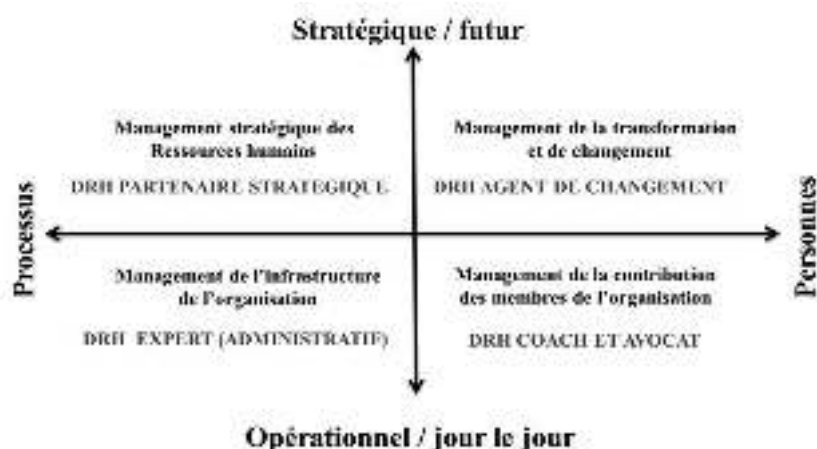 Stratégique / futur
Management stratégique des
Ressources humains
DRH PARTENAIRE STRATEGIQUE
Management de la transformation
et de changement
DRH AGENT DE CHANGEMENT
Processus
Personnes
Management de l'infrastructure
de l'organisation
DRH EXPERT (ADMINISTRATIF)
Management de la contribution
des membres de l'organisation
DRH COACH ET AVOCAT
Opérationnel / jour le jour